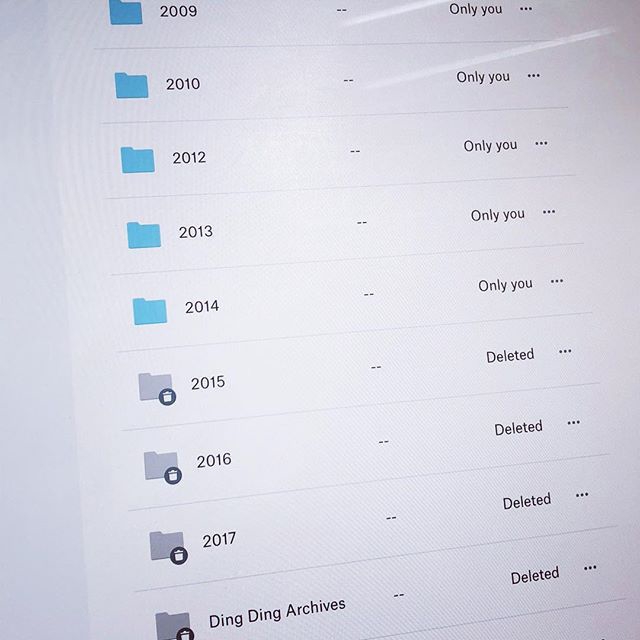 2009 -- Only you •••
2010 -- Only you •••
2012 -- Only you •••
2013 -- Only you •••
2014 -- Only you •••
2015 -- Deleted •••
2016 -- Deleted •••
2017 -- Deleted •••
Ding Ding Archives -- Deleted •••